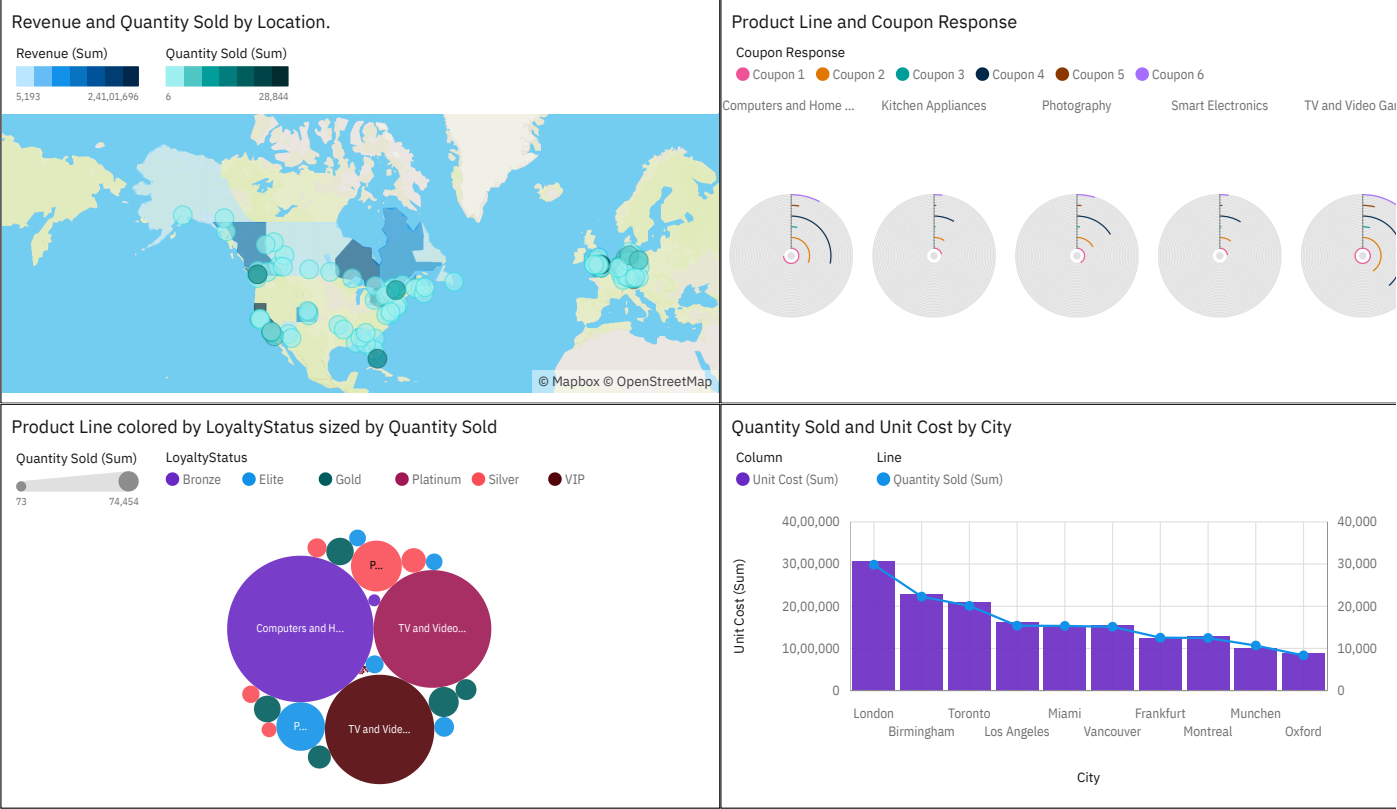 Revenue and Quantity Sold by Location.
Revenue (Sum)
Quantity Sold (Sum)
5,193
2,41,01,696
6
28,844
© Mapbox © OpenStreetMap
Product Line and Coupon Response
Coupon Response
Coupon 1
Coupon 2
Coupon 3
Coupon 4
Coupon 5
Coupon 6
Computers and Home ...
Kitchen Appliances
Photography
Smart Electronics
TV and Video Gar
Product Line colored by LoyaltyStatus sized by Quantity Sold
Quantity Sold (Sum)
73
74,454
LoyaltyStatus
Bronze
Elite
Gold
Platinum
Silver
VIP
P...
Computers and H...
TV and Video...
P...
TV and Vide...
Quantity Sold and Unit Cost by City
Column
Unit Cost (Sum)
Line
Quantity Sold (Sum)
Unit Cost (Sum)
40,00,000
30,00,000
20,00,000
10,00,000
0
40,000
30,000
20,000
10,000
0
London
Birmingham
Toronto
Los Angeles
Miami
Vancouver
Frankfurt
Montreal
Munchen
Oxford
City